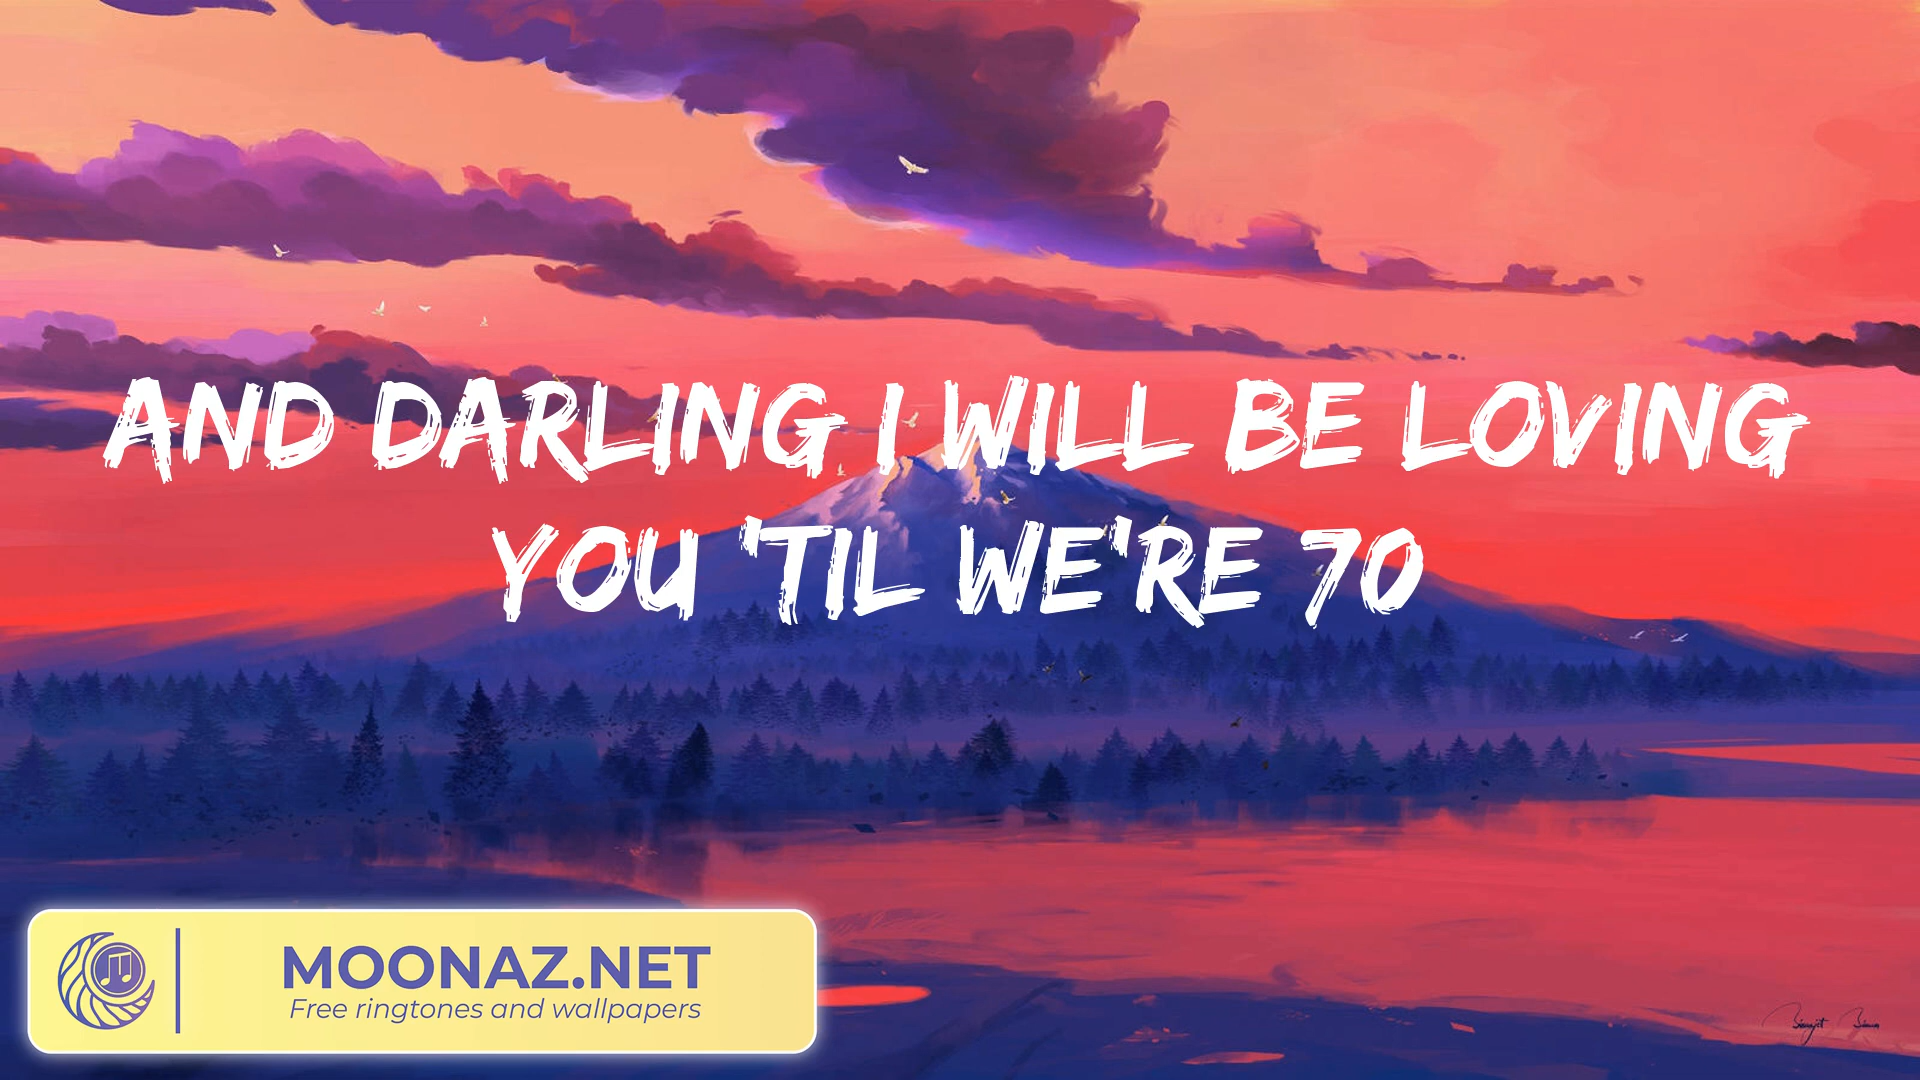 AND DARLING I WILL BE LOVING
YOU 'TIL WE'RE 70
MOONAZ.NET
Free ringtones and wallpapers